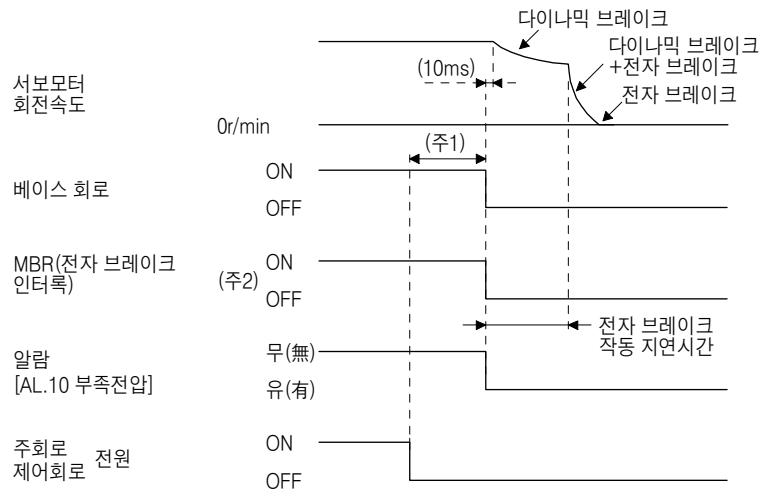 다이나믹 브레이크
다이나믹 브레이크
+전자 브레이크
전자 브레이크
(10ms)
서보모터
회전속도
0r/min
(주1)
베이스 회로
ON
OFF
MBR(전자 브레이크
인터록)
(주2)
ON
OFF
전자 브레이크
작동 지연시간
알람
[AL.10 부족전압]
무(無)
유(有)
주회로
제어회로 전원
ON
OFF